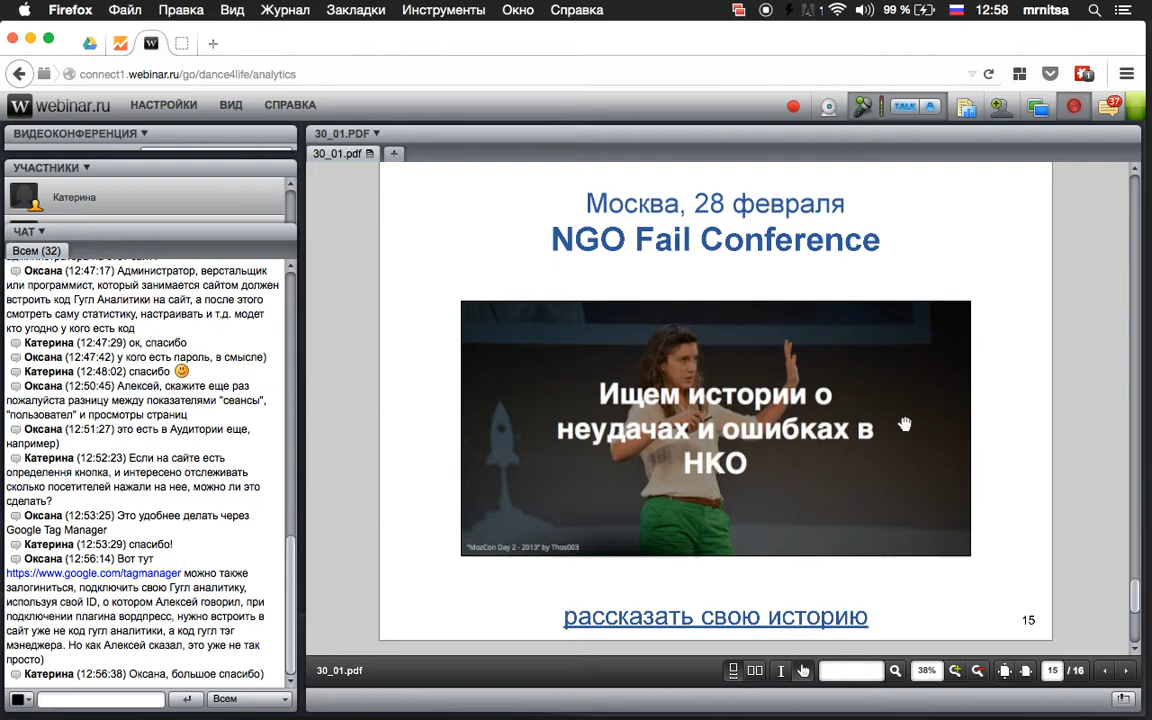 Firefox Файл Правка Вид Журнал Закладки Инструменты Окно Справка 1 99 % 12:58 mrnitsa
W
connect1.webinar.ru/go/dance4life/analytics 1
W webinar.ru НАСТРОЙКИ ВИД СПРАВКА TALK A 37
ВИДЕОКОНФЕРЕНЦИЯ
30_01.PDF
30_01.pdf +
УЧАСТНИКИ
Катерина
ЧАТ
Всем (32)
Оксана (12:47:17) Администратор, верстальщик
или программист, который занимается сайтом должен
встроить код Гугл Аналитики на сайт, а после этого
смотреть саму статистику, настраивать и т.д. модет
кто угодно у кого есть код
Катерина (12:47:29) ок, спасибо
Оксана (12:47:42) у кого есть пароль, в смысле)
Катерина (12:48:02) спасибо
Оксана (12:50:45) Алексей, скажите еще раз
пожалуйста разницу между показателями "сеансы",
"пользовател" и просмотры страниц
Оксана (12:51:27) это есть в Аудитории еще,
например)
Катерина (12:52:23) Если на сайте есть
определення кнопка, и интересно отслеживать
сколько посетителей нажали на нее, можно ли это
сделать?
Оксана (12:53:25) Это удобнее делать через
Google Tag Manager
Катерина (12:53:29) спасибо!
Оксана (12:56:14) Вот тут
https://www.google.com/tagmanager можно также
залогиниться, подключить свою Гугл аналитику,
используя свой ID, о котором Алексей говорил, при
подключении плагина вордпресс, нужно встроить в
сайт уже не код гугл аналитики, а код гугл тэг
мэнеджера. Но как Алексей сказал, это уже не так
просто)
Катерина (12:56:38) Оксана, большое спасибо)
Всем
Москва, 28 февраля
NGO Fail Conference
Ищем истории о
неудачах и ошибках в
НКО
"MozCon Day 2 - 2013" by Thos003
рассказать свою историю
15
30_01.pdf 38% 15 / 16